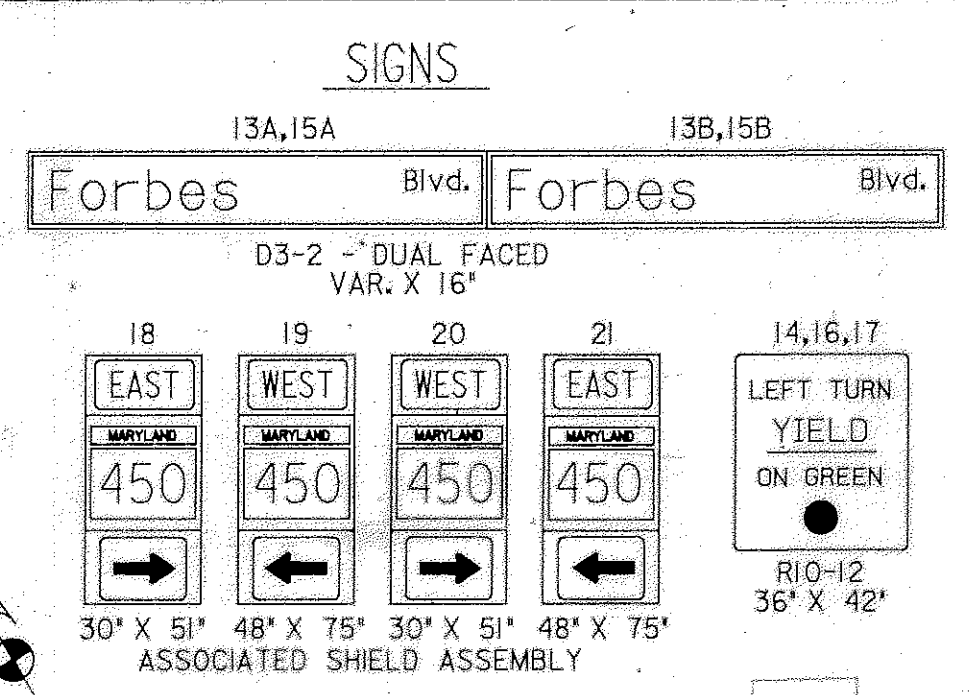 SIGNS
13A,15A 13B,15B
Forbes Blvd. Forbes Blvd.
D3-2 - DUAL FACED
VAR. X 16"
18 19 20 21 14,16,17
EAST WEST WEST EAST LEFT TURN
MARYLAND MARYLAND MARYLAND MARYLAND YIELD
450 450 450 450 ON GREEN
R10-12
30" X 51" 48" X 75" 30" X 51" 48" X 75" 36" X 42"
ASSOCIATED SHIELD ASSEMBLY